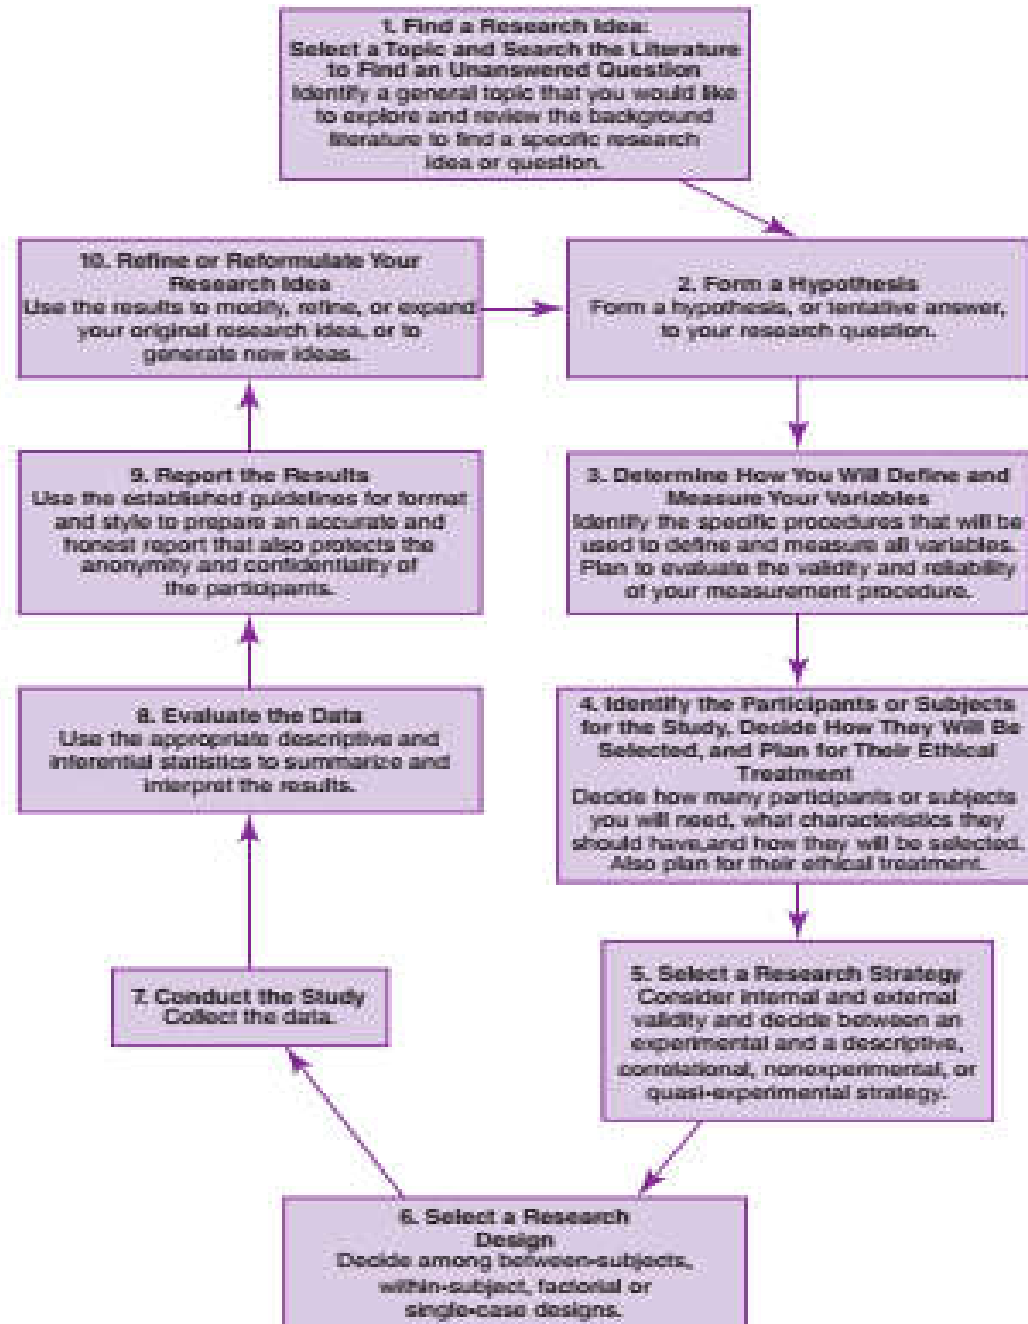 1. Find a Research Idea:
Select a Topic and Search the Literature
to Find an Unanswered Question
Identify a general topic that you would like
to explore and review the background
literature to find a specific research
idea or question.
2. Form a Hypothesis
Form a hypothesis, or tentative answer,
to your research question.
3. Determine How You Will Define and
Measure Your Variables
Identify the specific procedures that will be
used to define and measure all variables.
Plan to evaluate the validity and reliability
of your measurement procedure.
4. Identify the Participants or Subjects
for the Study, Decide How They Will Be
Selected, and Plan for Their Ethical
Treatment
Decide how many participants or subjects
you will need, what characteristics they
should have,and how they will be selected.
Also plan for their ethical treatment.
5. Select a Research Strategy
Consider internal and external
validity and decide between an
experimental and a descriptive,
correlational, nonexperimental, or
quasi-experimental strategy.
6. Select a Research
Design
Decide among between-subjects,
within-subject, factorial or
single-case designs.
7. Conduct the Study
Collect the data.
8. Evaluate the Data
Use the appropriate descriptive and
inferential statistics to summarize and
interpret the results.
9. Report the Results
Use the established guidelines for format
and style to prepare an accurate and
honest report that also protects the
anonymity and confidentiality of
the participants.
10. Refine or Reformulate Your
Research Idea
Use the results to modify, refine, or expand
your original research idea, or to
generate new ideas.